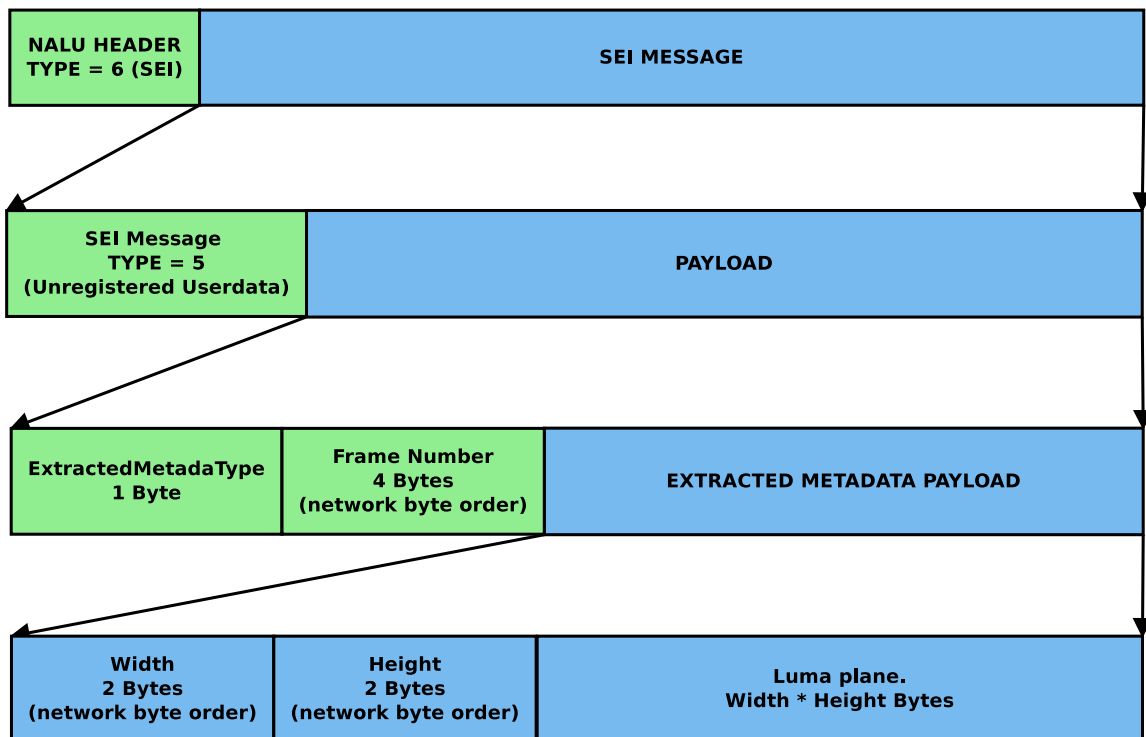 NALU HEADER
TYPE = 6 (SEI)
SEI MESSAGE
SEI Message
TYPE = 5
(Unregistered Userdata)
PAYLOAD
ExtractedMetadaType
1 Byte
Frame Number
4 Bytes
(network byte order)
EXTRACTED METADATA PAYLOAD
Width
2 Bytes
(network byte order)
Height
2 Bytes
(network byte order)
Luma plane.
Width * Height Bytes